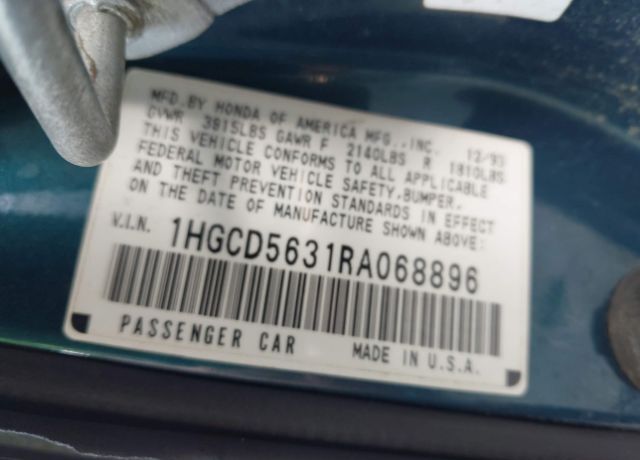 MFD.BY HONDA OF AMERICA MFG.,INC. 12/93
GVWR 3815LBS GAWR F 2140LBS R 1810LBS
THIS VEHICLE CONFORMS TO ALL APPLICABLE
FEDERAL MOTOR VEHICLE SAFETY,BUMPER,
AND THEFT PREVENTION STANDARDS IN EFFECT
ON THE DATE OF MANUFACTURE SHOWN ABOVE:
V.I.N. 1HGCD5631RA068896
PASSENGER CAR MADE IN U.S.A.